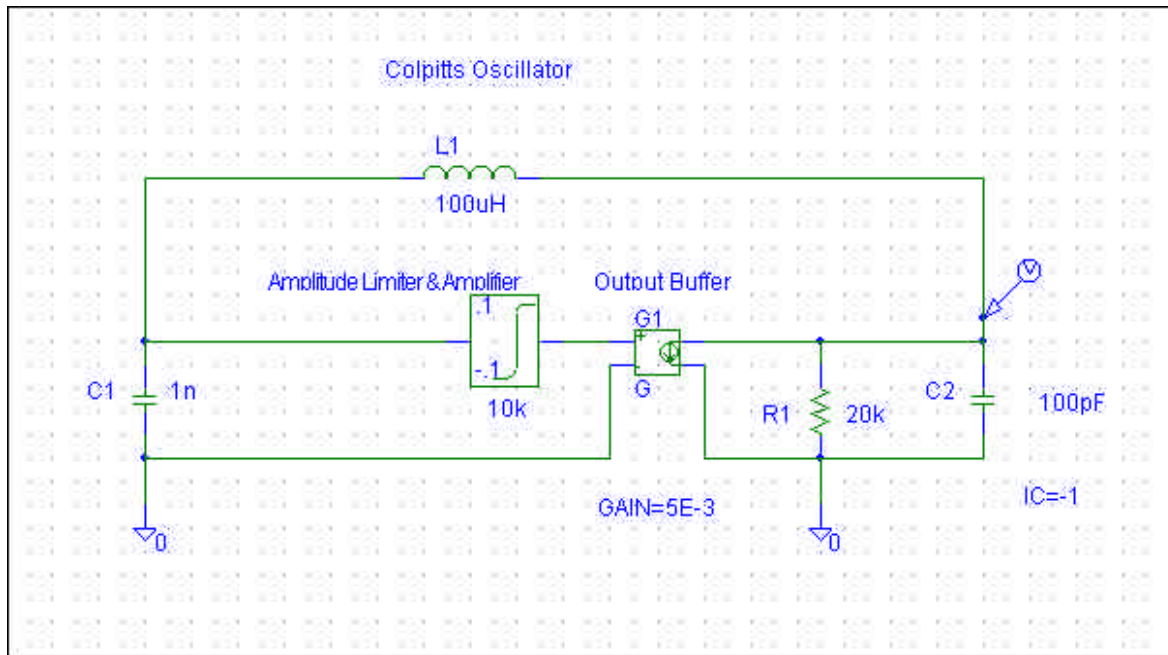 Colpitts Oscillator
L1
100uH
Amplitude Limiter & Amplifier
Output Buffer
V
.1
G1
+
-.1
-
C1
1n
G
C2
100pF
10k
R1
20k
GAIN=5E-3
IC=-1
0
0